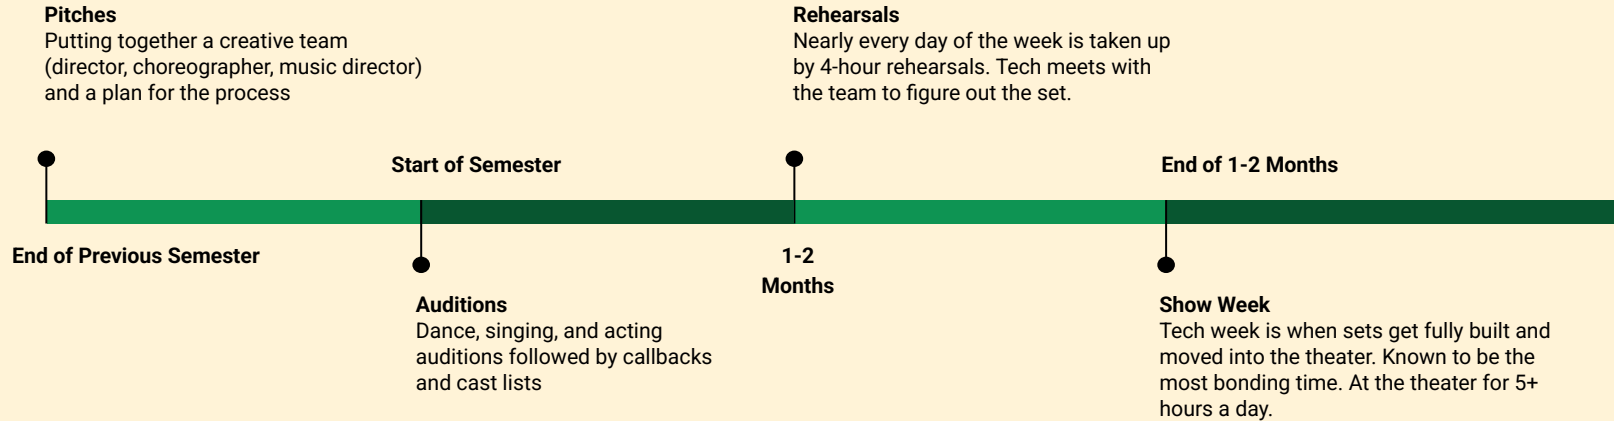 Pitches
Putting together a creative team
(director, choreographer, music director)
and a plan for the process
Rehearsals
Nearly every day of the week is taken up
by 4-hour rehearsals. Tech meets with
the team to figure out the set.
Start of Semester
End of 1-2 Months
End of Previous Semester
1-2
Months
Auditions
Dance, singing, and acting
auditions followed by callbacks
and cast lists
Show Week
Tech week is when sets get fully built and
moved into the theater. Known to be the
most bonding time. At the theater for 5+
hours a day.